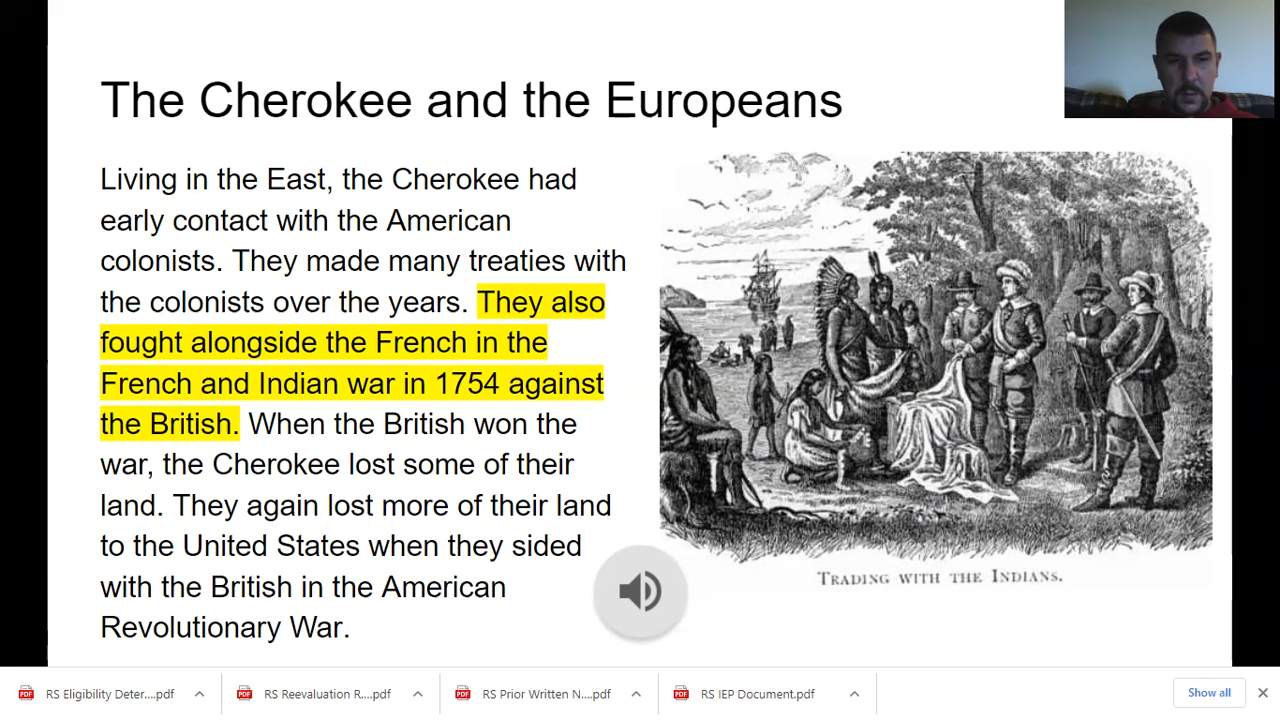 The Cherokee and the Europeans
Living in the East, the Cherokee had
early contact with the American
colonists. They made many treaties with
the colonists over the years. They also
fought alongside the French in the
French and Indian war in 1754 against
the British. When the British won the
war, the Cherokee lost some of their
land. They again lost more of their land
to the United States when they sided
with the British in the American
Revolutionary War.
TRADING WITH THE INDIANS.
RS Eligibility Deter....pdf
RS Reevaluation R....pdf
RS Prior Written N....pdf
RS IEP Document.pdf
Show all